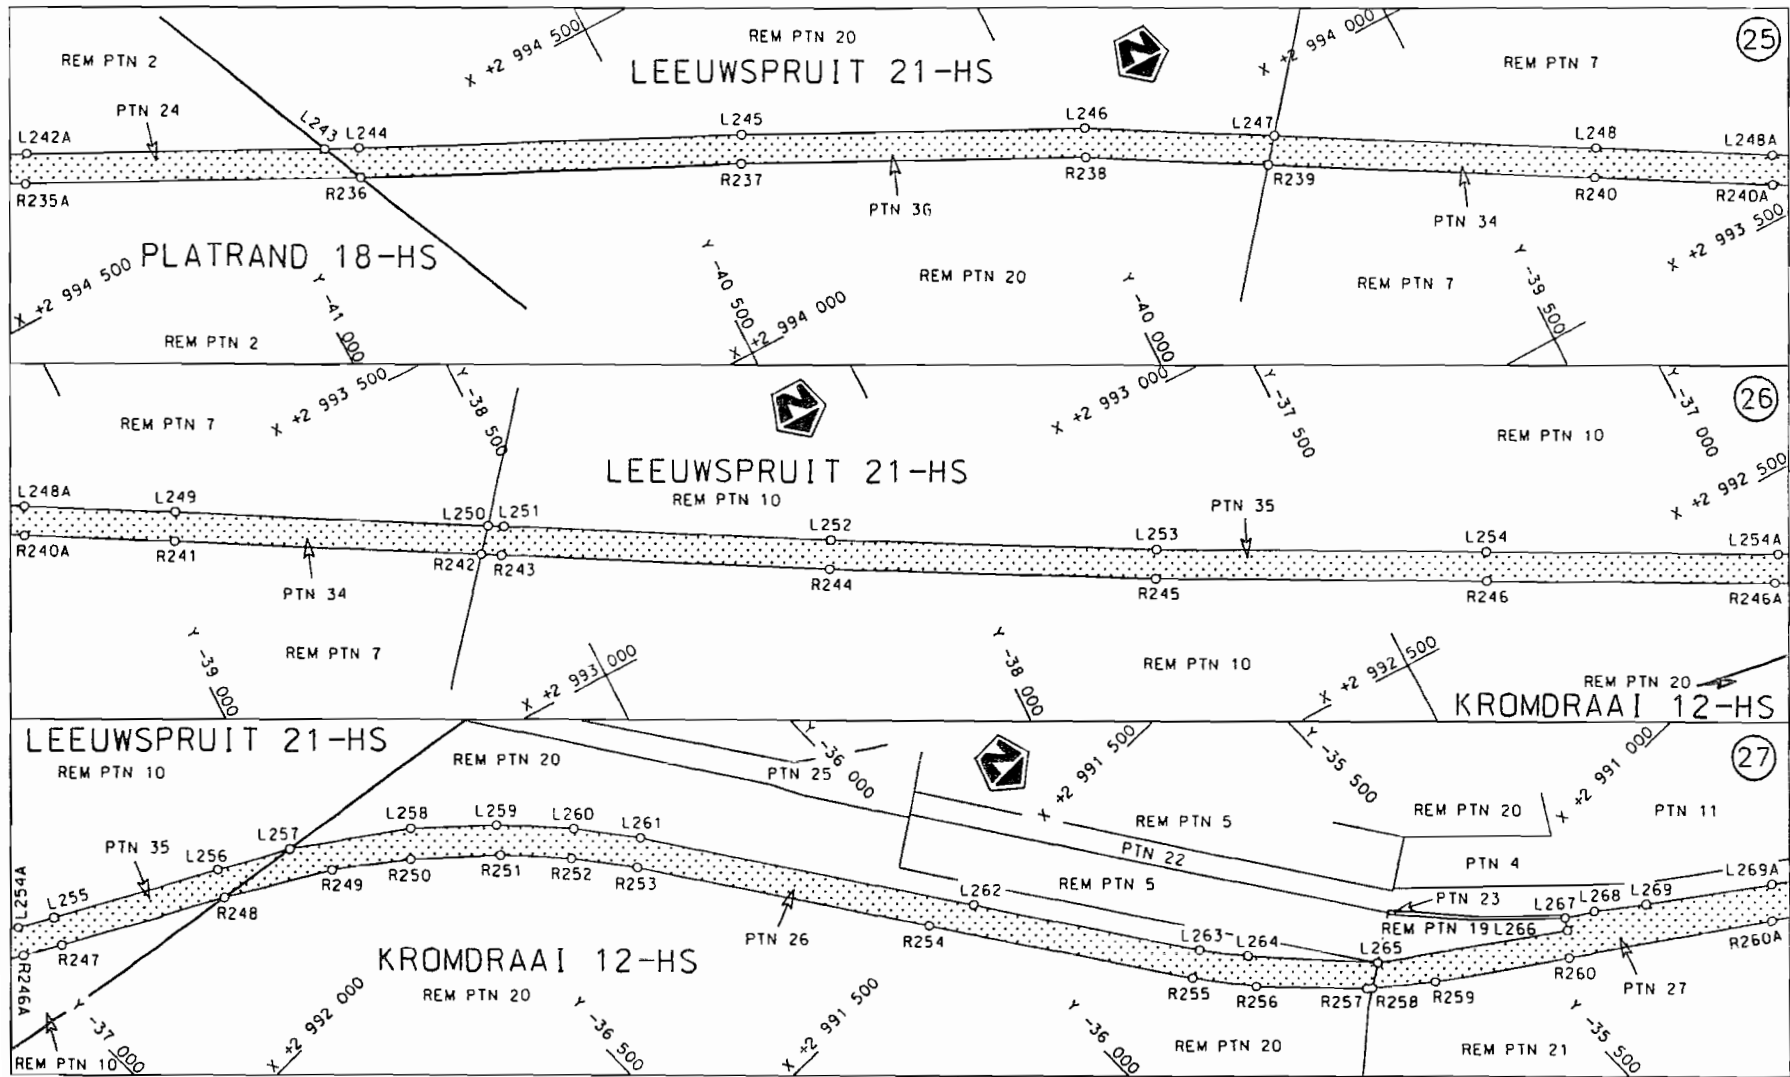 25
REM PTN 2
X +2 994 500
REM PTN 20
LEEUWSPRUIT 21-HS
N
X +2 994 000
REM PTN 7
PTN 24
L242A
L243
L244
L245
L246
L247
L248
L248A
R235A
R236
R237
R238
R239
R240
R240A
PTN 36
PTN 34
PLATRAND 18-HS
X +2 994 500
Y -41 000
Y -40 500
X +2 994 000
REM PTN 20
Y -40 000
REM PTN 7
Y -39 500
X +2 993 500
REM PTN 2
26
REM PTN 7
X +2 993 500
Y -38 500
N
X +2 993 000
Y -37 500
REM PTN 10
Y -37 000
LEEUWSPRUIT 21-HS
REM PTN 10
X +2 992 500
L248A
L249
L250
L251
L252
PTN 35
L253
L254
L254A
R240A
R241
R242
R243
R244
R245
R246
R246A
PTN 34
Y -39 000
REM PTN 7
X +2 993 000
Y -38 000
REM PTN 10
X +2 992 500
REM PTN 20
KROMDRAAI 12-HS
27
LEEUWSPRUIT 21-HS
REM PTN 10
REM PTN 20
PTN 25
Y -36 000
N
X +2 991 500
Y -35 500
X +2 991 000
REM PTN 5
REM PTN 20
PTN 11
PTN 35
L254A
L255
L256
L257
L258
L259
L260
L261
PTN 22
PTN 4
REM PTN 5
PTN 23
L262
L263
L264
L265
REM PTN 19
L266
L267
L268
L269
L269A
R246A
R247
R248
R249
R250
R251
R252
R253
R254
R255
R256
R257
R258
R259
R260
R260A
PTN 26
PTN 27
KROMDRAAI 12-HS
REM PTN 20
REM PTN 10
Y -37 000
X +2 992 000
Y -36 500
X +2 991 500
Y -36 000
REM PTN 20
REM PTN 21
Y -35 500